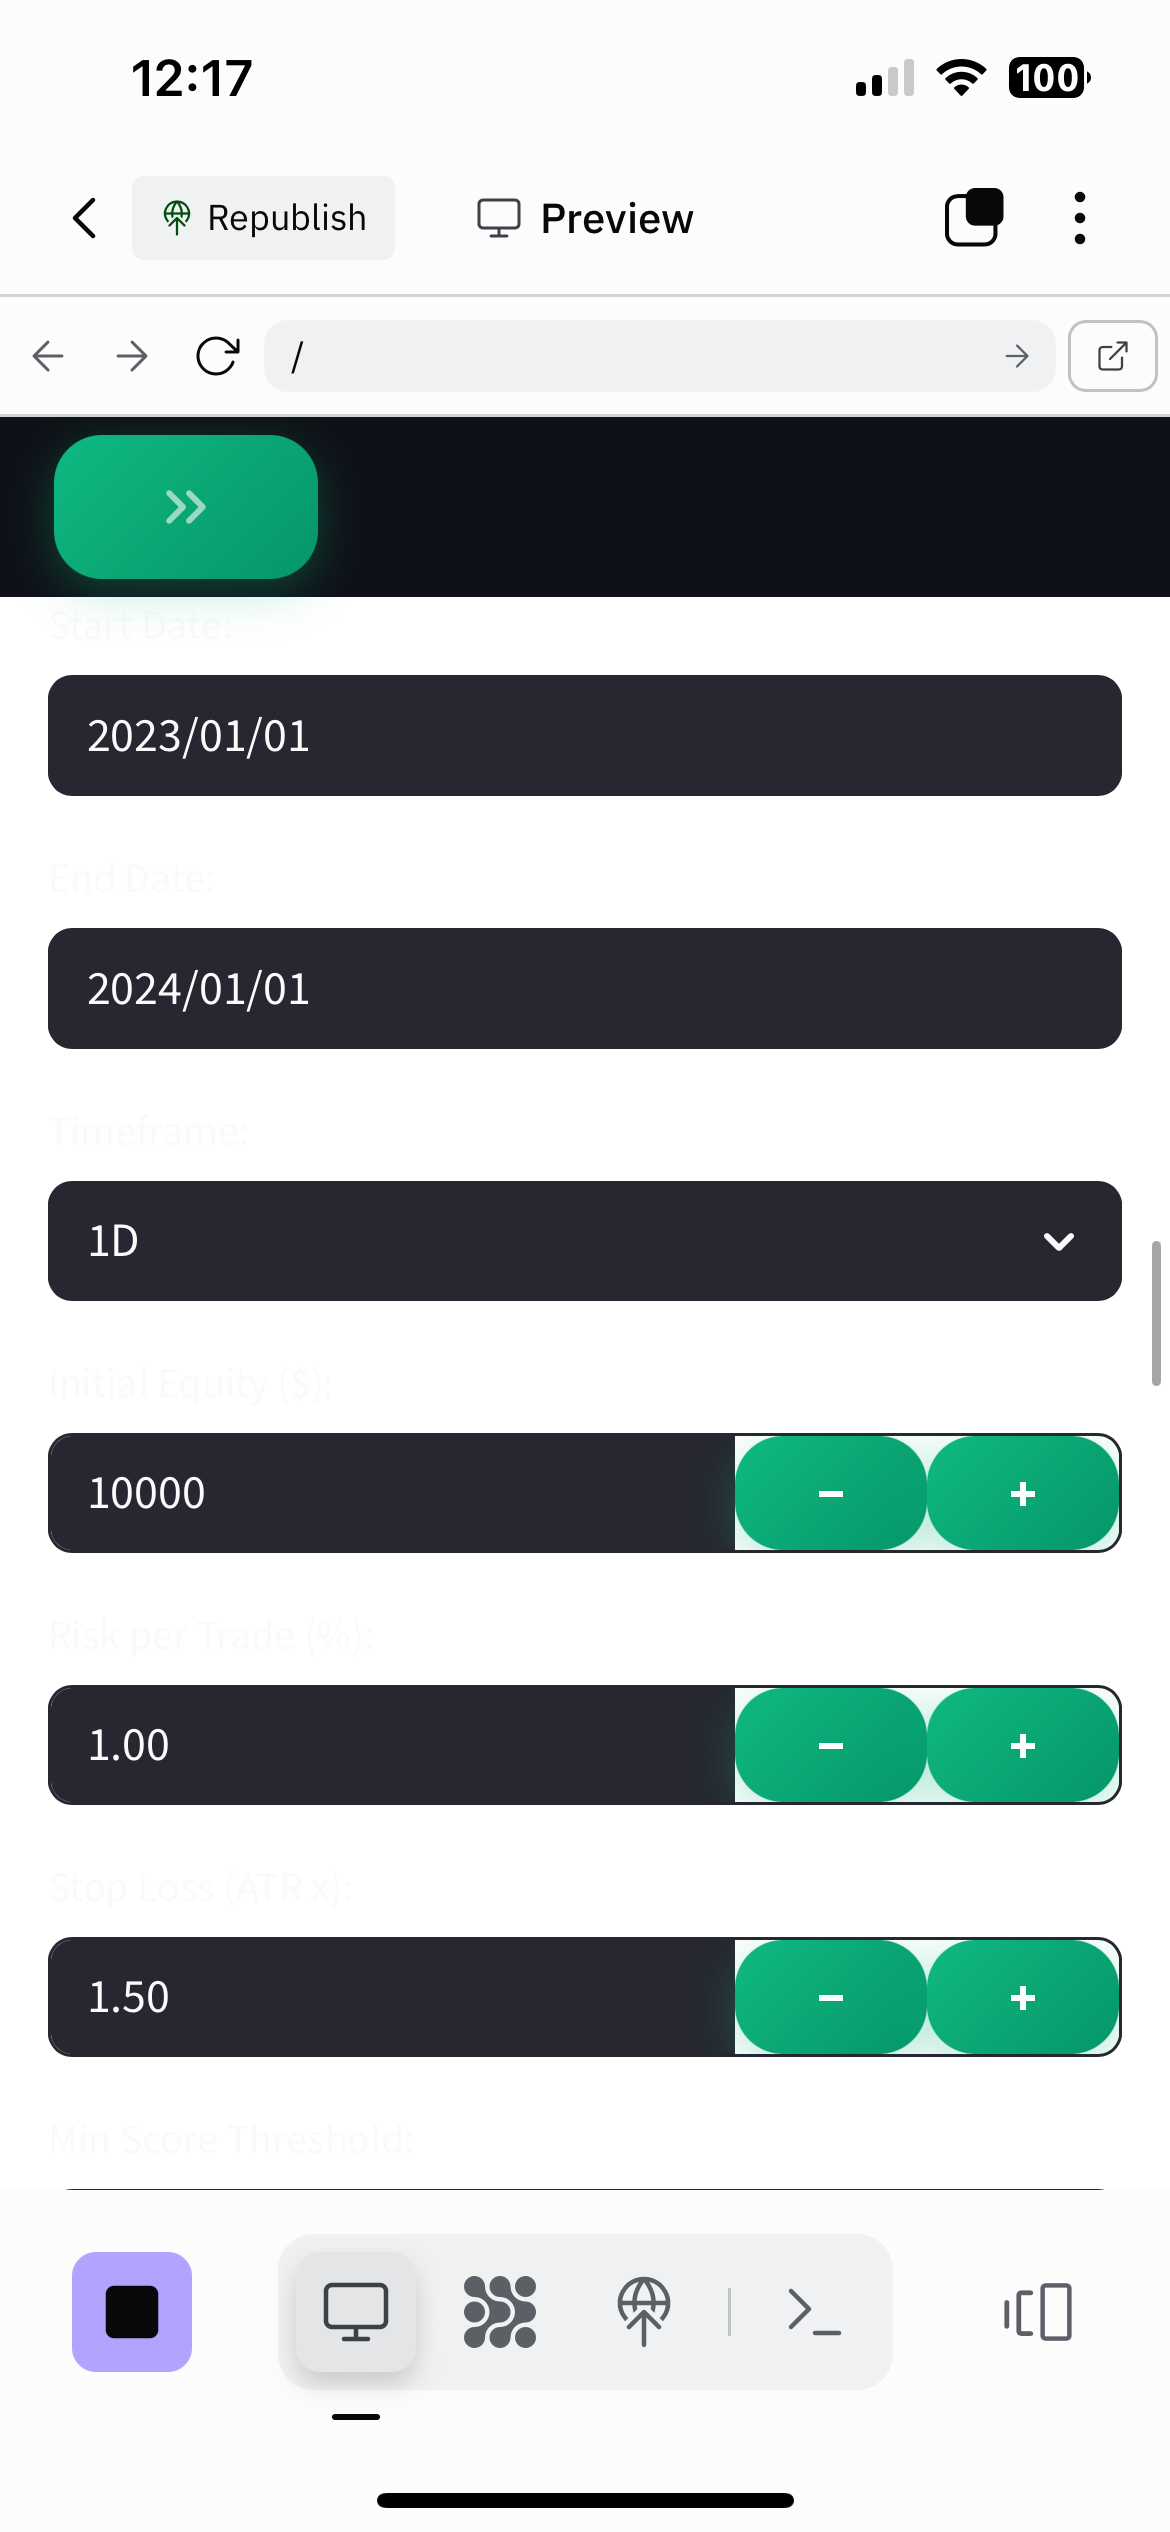 12:17
100
Republish
Preview
/
Start Date:
2023/01/01
End Date:
2024/01/01
Timeframe:
1D
Initial Equity ($):
10000
Risk per Trade (%):
1.00
Stop Loss (ATR x):
1.50
Min Score Threshold: